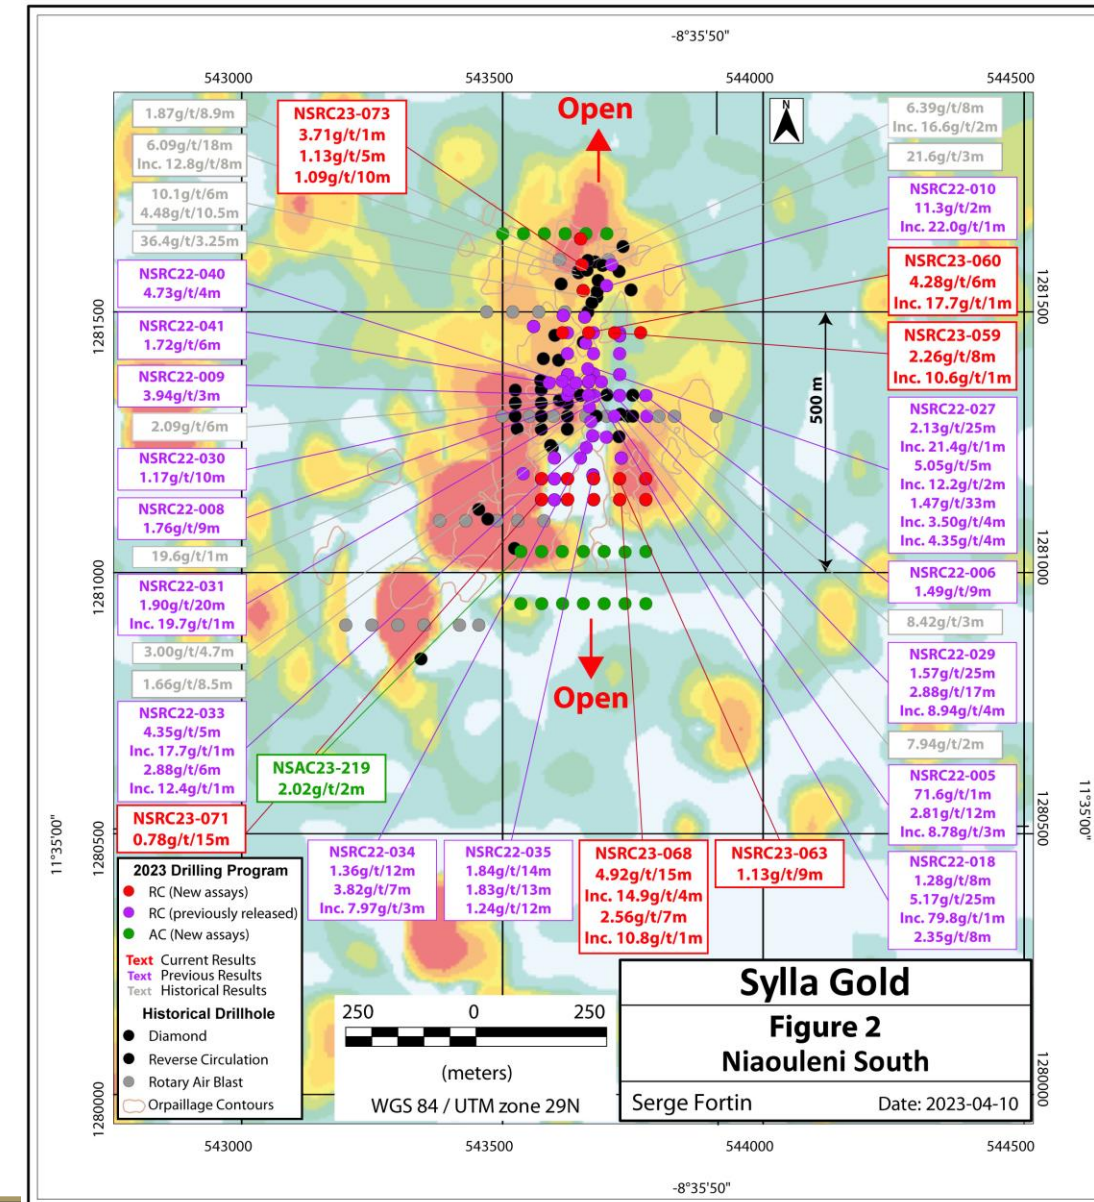 -8°35'50"
543000
543500
544000
544500
1.87g/t/8.9m
6.09g/t/18m
Inc. 12.8g/t/8m
10.1g/t/6m
4.48g/t/10.5m
36.4g/t/3.25m
NSRC22-040
4.73g/t/4m
NSRC22-041
1.72g/t/6m
NSRC22-009
3.94g/t/3m
2.09g/t/6m
NSRC22-030
1.17g/t/10m
NSRC22-008
1.76g/t/9m
19.6g/t/1m
NSRC22-031
1.90g/t/20m
Inc. 19.7g/t/1m
3.00g/t/4.7m
1.66g/t/8.5m
NSRC22-033
4.35g/t/5m
Inc. 17.7g/t/1m
2.88g/t/6m
Inc. 12.4g/t/1m
NSRC23-071
0.78g/t/15m
NSRC23-073
3.71g/t/1m
1.13g/t/5m
1.09g/t/10m
Open
N
6.39g/t/8m
Inc. 16.6g/t/2m
21.6g/t/3m
NSRC22-010
11.3g/t/2m
Inc. 22.0g/t/1m
NSRC23-060
4.28g/t/6m
Inc. 17.7g/t/1m
NSRC23-059
2.26g/t/8m
Inc. 10.6g/t/1m
NSRC22-027
2.13g/t/25m
Inc. 21.4g/t/1m
5.05g/t/5m
Inc. 12.2g/t/2m
1.47g/t/33m
Inc. 3.50g/t/4m
Inc. 4.35g/t/4m
NSRC22-006
1.49g/t/9m
8.42g/t/3m
NSRC22-029
1.57g/t/25m
2.88g/t/17m
Inc. 8.94g/t/4m
7.94g/t/2m
NSRC22-005
71.6g/t/1m
2.81g/t/12m
Inc. 8.78g/t/3m
NSRC22-018
1.28g/t/8m
5.17g/t/25m
Inc. 79.8g/t/1m
2.35g/t/8m
500 m
Open
NSAC23-219
2.02g/t/2m
NSRC22-034
1.36g/t/12m
3.82g/t/7m
Inc. 7.97g/t/3m
NSRC22-035
1.84g/t/14m
1.83g/t/13m
1.24g/t/12m
NSRC23-068
4.92g/t/15m
Inc. 14.9g/t/4m
2.56g/t/7m
Inc. 10.8g/t/1m
NSRC23-063
1.13g/t/9m
1281500
1281000
1280500
1280000
11°35'00"
1281500
1281000
1280500
1280000
11°35'00"
2023 Drilling Program
RC (New assays)
RC (previously released)
AC (New assays)
Text Current Results
Text Previous Results
Text Historical Results
Historical Drillhole
Diamond
Reverse Circulation
Rotary Air Blast
Orpaillage Contours
250 0 250
(meters)
WGS 84 / UTM zone 29N
Sylla Gold
Figure 2
Niaouleni South
Serge Fortin Date: 2023-04-10
543000
543500
544000
544500
-8°35'50"